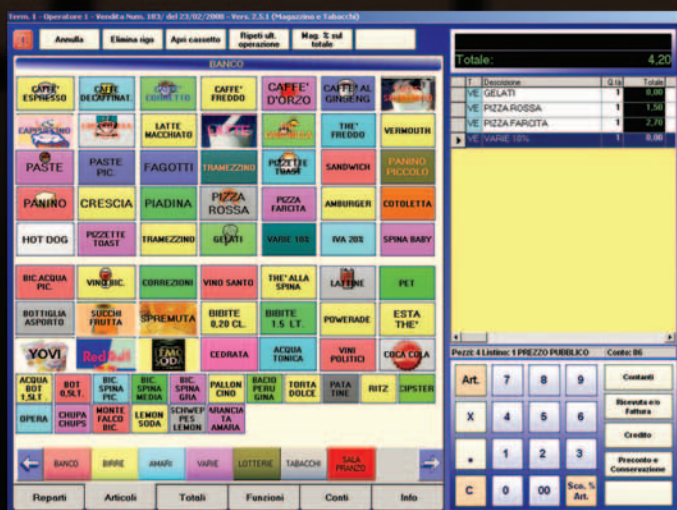 Term. 1 - Operatore 1 - Vendita Num. 183/ del 23/02/2008 - Vers. 2.5.1 (Magazzino e Tabacchi)
Annulla
Elimina rigo
Apri cassetto
Ripeti ult.
operazione
Mag. % sul
totale
Totale: 4,20
BANCO
CAFFE'
ESPRESSO
CAFFE'
DECAFFINAT.
CORRETTO
CAFFE'
FREDDO
CAFFE'
D'ORZO
CAFFE' AL
GINSENG
CAPPUCCINO
LATTE
MACCHIATO
LATTE
THE'
FREDDO
VERMOUTH
PASTE
PASTE
PIC.
FAGOTTI
TRAMEZZINO
PIZZETTE
TOAST
SANDWICH
PANINO
PICCOLO
PANINO
CRESCIA
PIADINA
PIZZA
ROSSA
PIZZA
FARCITA
AMBURGER
COTOLETTA
HOT DOG
PIZZETTE
TOAST
TRAMEZZINO
GELATI
VARIE 10%
IVA 20%
SPINA BABY
BIC.ACQUA
PIC.
VINO BIC.
CORREZIONI
VINO SANTO
THE' ALLA
SPINA
LATTINE
PET
BOTTIGLIA
ASPORTO
SUCCHI
FRUTTA
SPREMUTA
BIBITE
0,20 CL.
BIBITE
1.5 LT.
POWERADE
ESTA
THE'
YOVI
Red Bull
LEMON
SODA
CEDRATA
ACQUA
TONICA
VINI
POLITICI
COCA COLA
ACQUA
BOT
1,5LT.
BOT
0,5LT.
BIC.
SPINA
PIC.
BIC.
SPINA
MEDIA
BIC.
SPINA
GRA
PALLON
CINO
BACIO
PERU
GINA
TORTA
DOLCE
PATA
TINE
RITZ
CIPSTER
OPERA
CHUPA
CHUPS
MONTE
FALCO
BIC.
LEMON
SODA
SCHWEP
PES
LEMON
ARANCIA
TA
AMARA
BANCO
BIRRE
AMARI
VARIE
LOTTERIE
TABACCHI
SALA
PRANZO
Reparti
Articoli
Totali
Funzioni
Conti
Info
T Descrizione Q.tà Totale
VE GELATI 1 0,00
VE PIZZA ROSSA 1 1,50
VE PIZZA FARCITA 1 2,70
VE VARIE 10% 1 0,00
Pezzi: 4 Listino: 1 PREZZO PUBBLICO Conto: 86
Art. 7 8 9
Contanti
X 4 5 6
Ricevuta e/o
Fattura
Credito
. 1 2 3
Preconto e
Conservazione
C 0 00
Sco. %
Art.